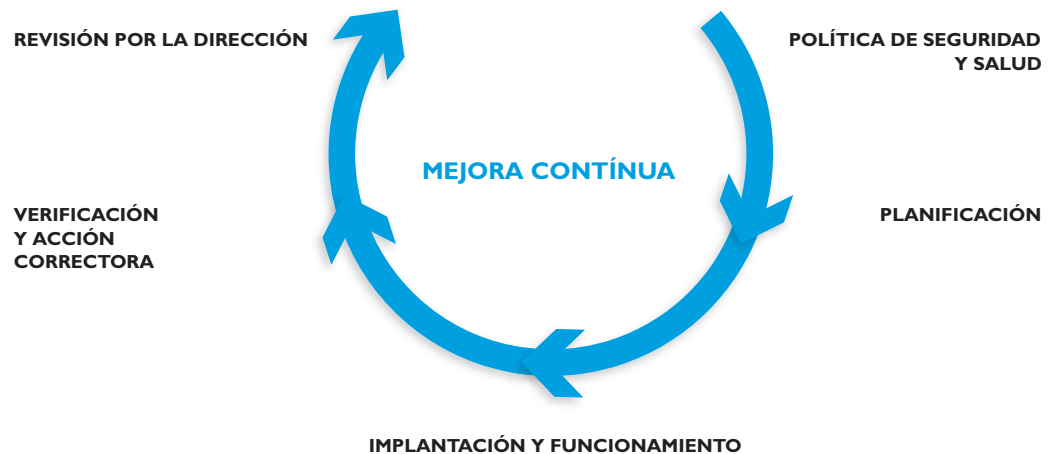 REVISIÓN POR LA DIRECCIÓN
POLÍTICA DE SEGURIDAD
Y SALUD
MEJORA CONTÍNUA
VERIFICACIÓN
Y ACCIÓN
CORRECTORA
PLANIFICACIÓN
IMPLANTACIÓN Y FUNCIONAMIENTO